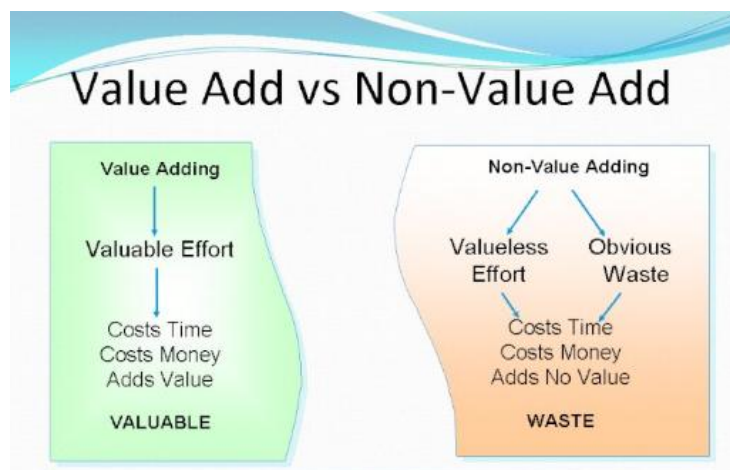 Value Add vs Non-Value Add
Value Adding
Valuable Effort
Costs Time
Costs Money
Adds Value
VALUABLE
Non-Value Adding
Valueless
Effort
Obvious
Waste
Costs Time
Costs Money
Adds No Value
WASTE